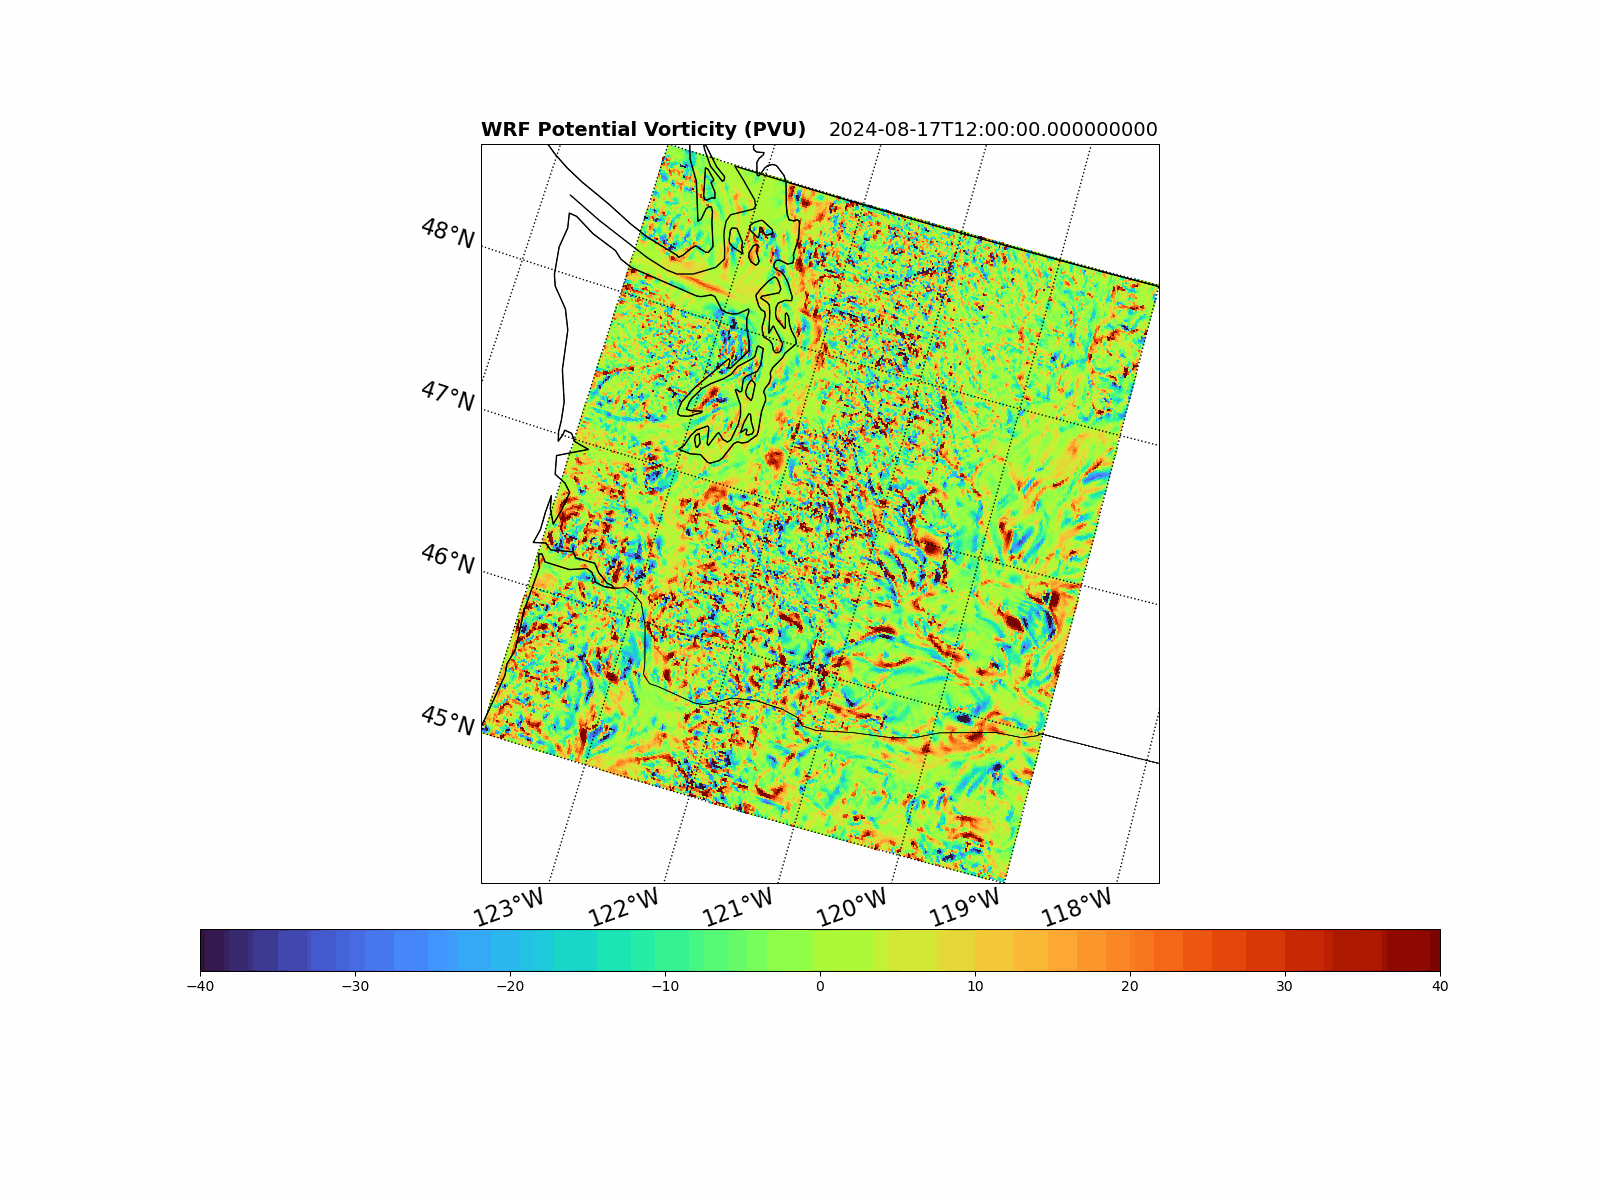 WRF Potential Vorticity (PVU) 2024-08-17T12:00:00.000000000
48°N
47°N
46°N
45°N
123°W 122°W 121°W 120°W 119°W 118°W
−40 −30 −20 −10 0 10 20 30 40